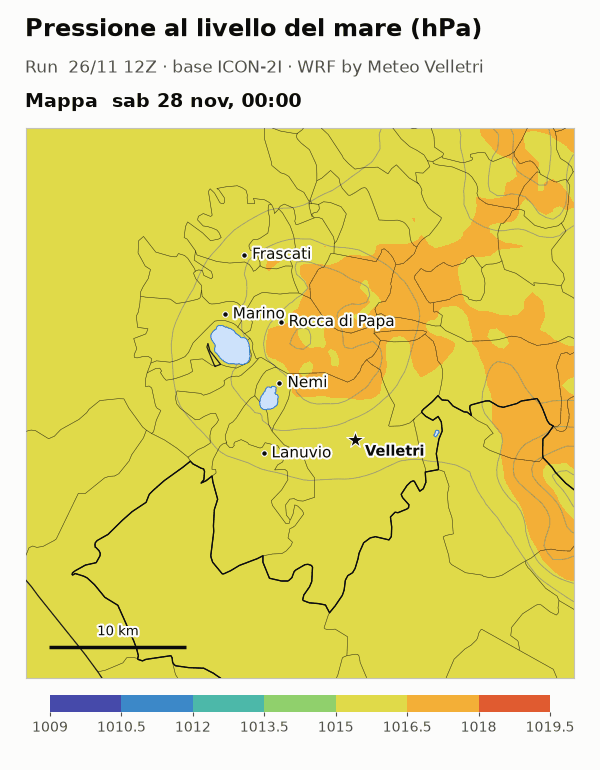 Pressione al livello del mare (hPa)
Run  26/11 12Z · base ICON-2I · WRF by Meteo Velletri
Mappa  sab 28 nov, 00:00
Frascati
Marino
Rocca di Papa
Nemi
Velletri
Lanuvio
10 km
1009 1010.5 1012 1013.5 1015 1016.5 1018 1019.5